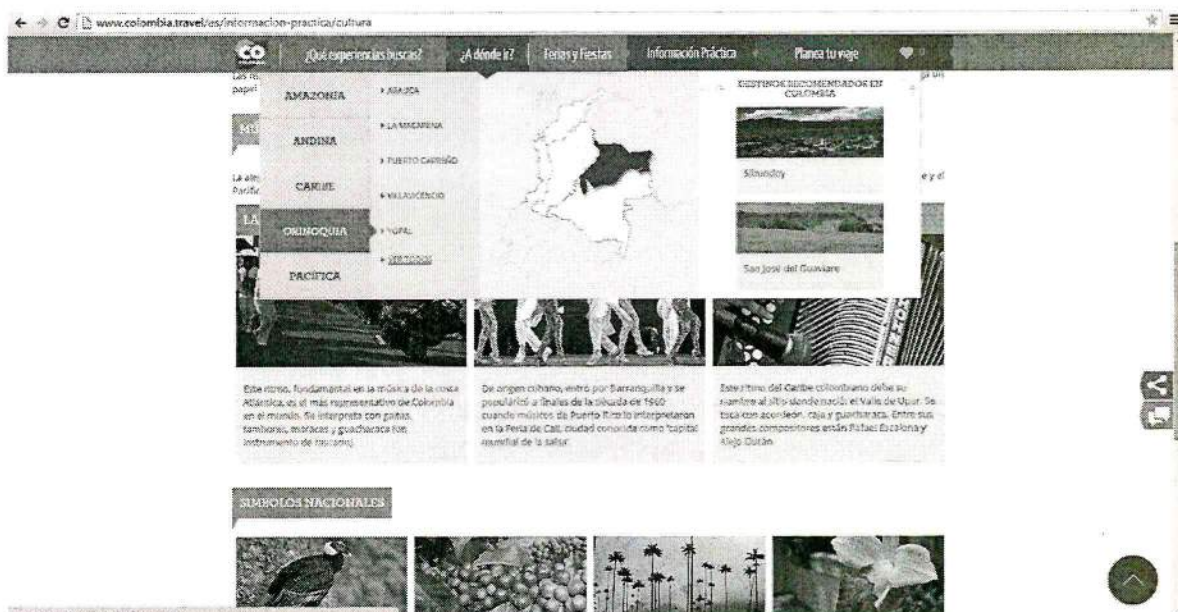 www.colombia.travel/es/informacion-practica/cultura
CO
¿Qué experiencias buscas?
¿A dónde ir?
Ferias y Fiestas
Información Práctica
Planea tu viaje
papel
AMAZONIA
ANDINA
CARIBE
ORINOQUIA
PACÍFICA
ARAUCA
LA MACARENA
PUERTO CARREÑO
VILLAVICENCIO
YOPAL
VER TODOS
DESTINOS RECOMENDADOS EN
COLOMBIA
Sibundoy
San José del Guaviare
LA
Este ritmo, fundamental en la música de la costa
Atlántica, es el más representativo de Colombia
en el mundo. Se interpreta con gaitas,
tamboras, maracas y guacharaca (un
instrumento de rascado).
De origen cubano, entró por Barranquilla y se
popularizó a finales de la década de 1960
cuando músicos de Puerto Rico lo interpretaron
en la Feria de Cali, ciudad conocida como 'capital
mundial de la salsa'.
Este ritmo del Caribe colombiano debe su
nombre al sitio donde nació: el Valle de Upar. Se
toca con acordeón, caja y guacharaca. Entre sus
grandes compositores están Rafael Escalona y
Alejo Durán.
SIMBOLOS NACIONALES